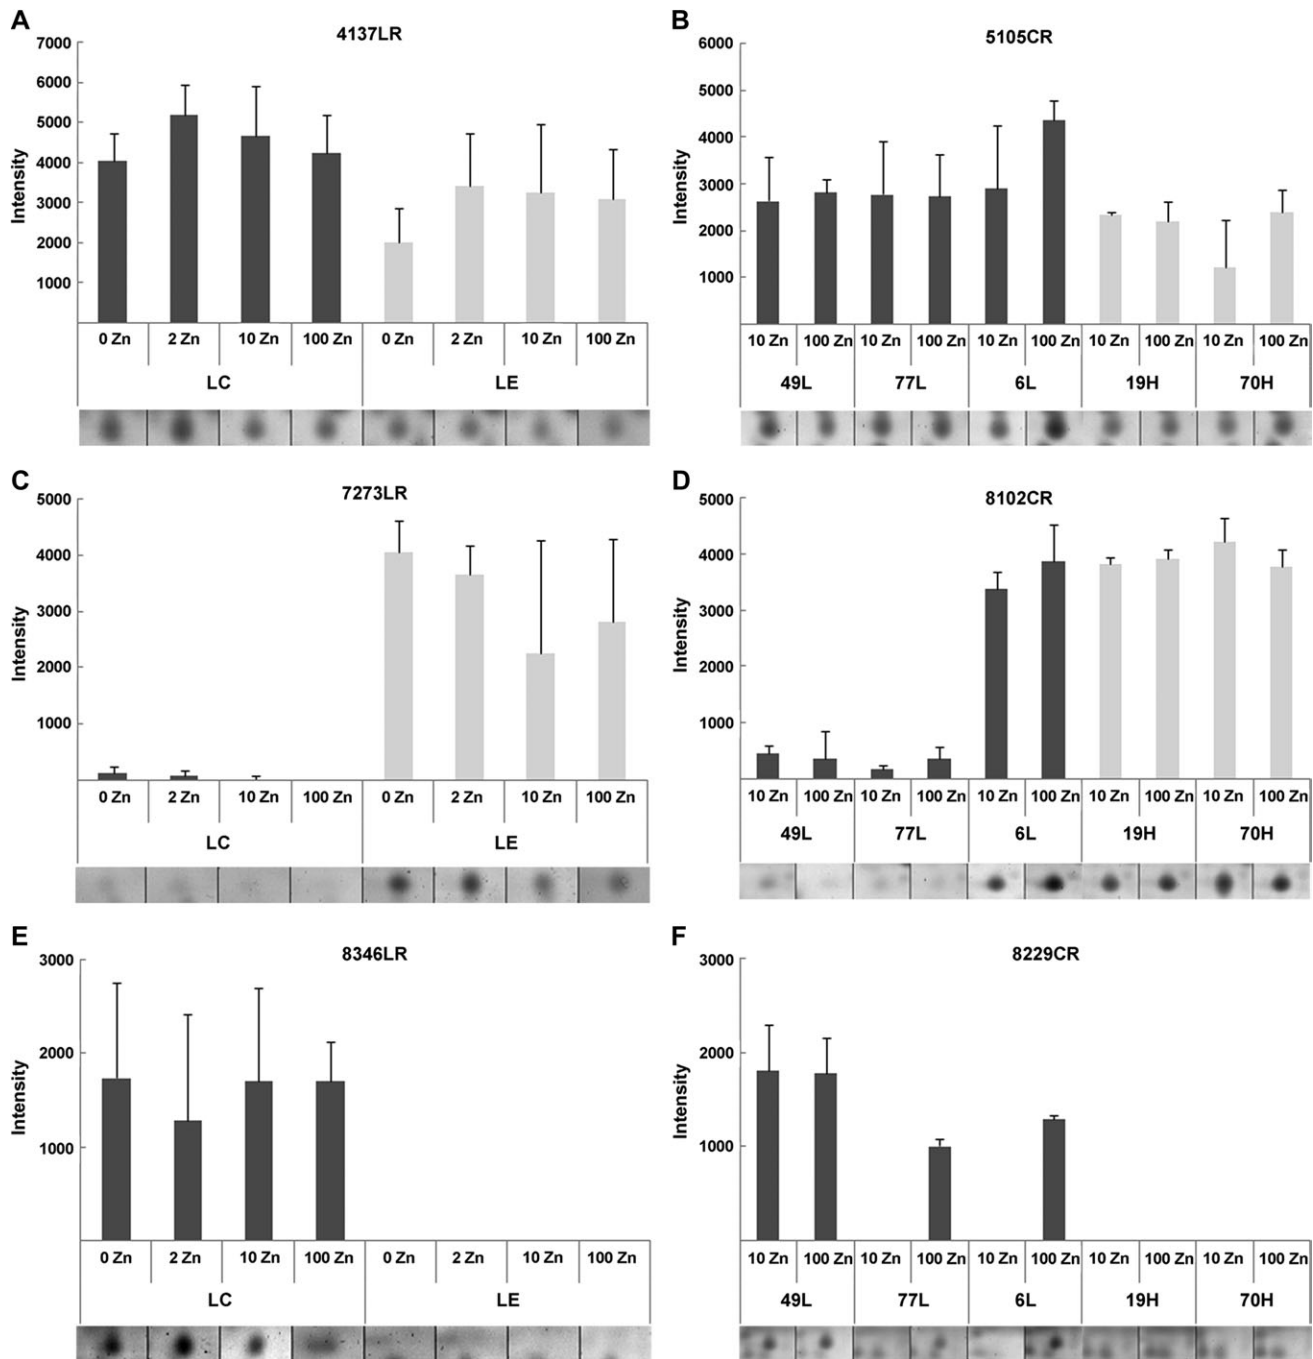 A
4137LR
7000
6000
5000
4000
3000
2000
1000
Intensity
0 Zn 2 Zn 10 Zn 100 Zn 0 Zn 2 Zn 10 Zn 100 Zn
LC LE
B
5105CR
6000
5000
4000
3000
2000
1000
Intensity
10 Zn 100 Zn 10 Zn 100 Zn 10 Zn 100 Zn 10 Zn 100 Zn 10 Zn 100 Zn
49L 77L 6L 19H 70H
C
7273LR
5000
4000
3000
2000
1000
Intensity
0 Zn 2 Zn 10 Zn 100 Zn 0 Zn 2 Zn 10 Zn 100 Zn
LC LE
D
8102CR
5000
4000
3000
2000
1000
Intensity
10 Zn 100 Zn 10 Zn 100 Zn 10 Zn 100 Zn 10 Zn 100 Zn 10 Zn 100 Zn
49L 77L 6L 19H 70H
E
8346LR
3000
2000
1000
Intensity
0 Zn 2 Zn 10 Zn 100 Zn 0 Zn 2 Zn 10 Zn 100 Zn
LC LE
F
8229CR
3000
2000
1000
Intensity
10 Zn 100 Zn 10 Zn 100 Zn 10 Zn 100 Zn 10 Zn 100 Zn 10 Zn 100 Zn
49L 77L 6L 19H 70H